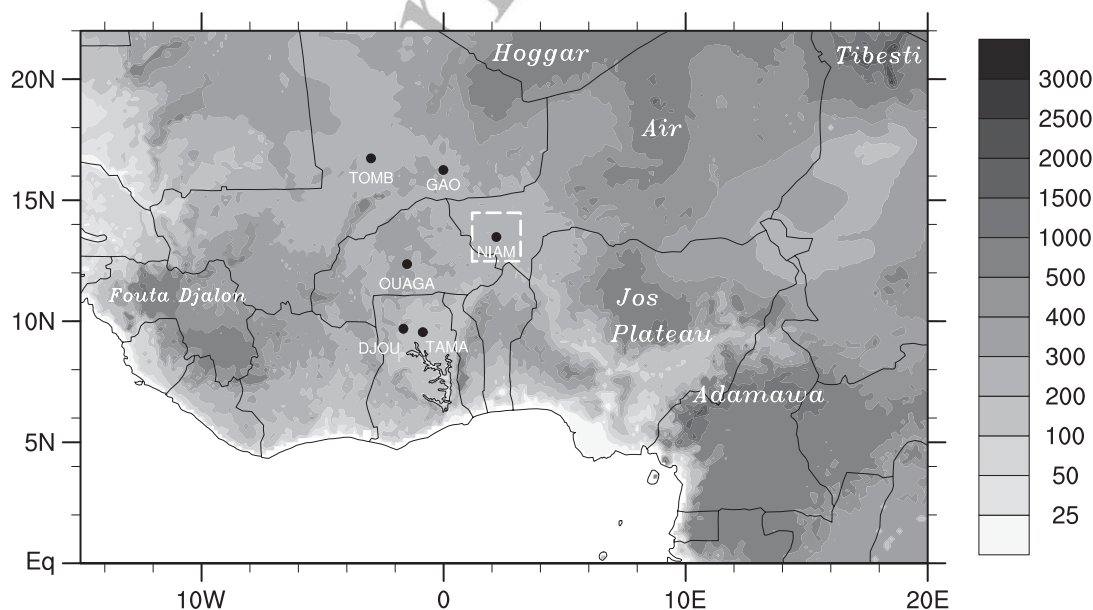 Hoggar
Tibesti
Air
TOMB
GAO
NIAM
OUAGA
Fouta Djalon
Jos
Plateau
DJOU
TAMA
Adamawa
20N
15N
10N
5N
Eq
10W
0
10E
20E
3000
2500
2000
1500
1000
500
400
300
200
100
50
25